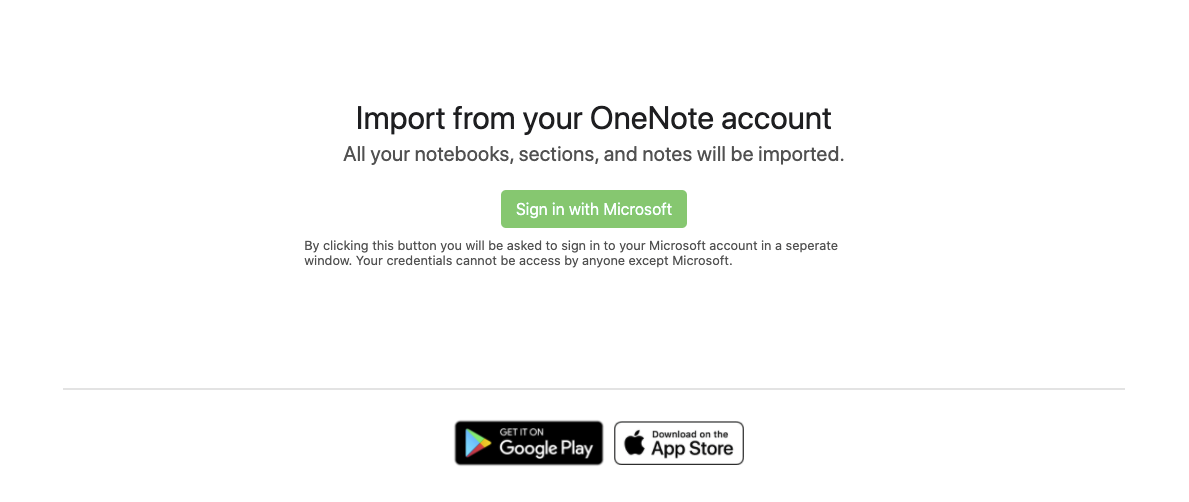 Import from your OneNote account
All your notebooks, sections, and notes will be imported.
Sign in with Microsoft
By clicking this button you will be asked to sign in to your Microsoft account in a seperate
window. Your credentials cannot be access by anyone except Microsoft.
GET IT ON
Google Play
Download on the
App Store